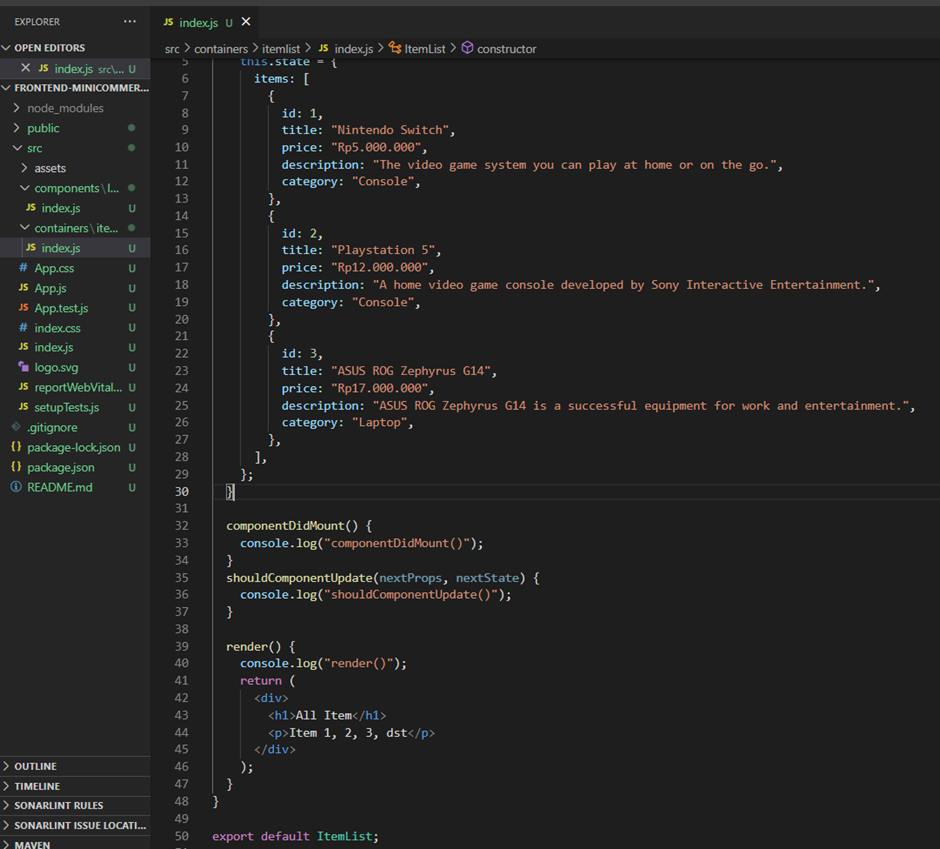 EXPLORER
OPEN EDITORS
JS index.js src\... U
FRONTEND-MINICOMMER...
node_modules
public
src
assets
components\l...
JS index.js U
containers\ite...
JS index.js U
# App.css U
JS App.js U
JS App.test.js U
# index.css U
JS index.js U
logo.svg U
JS reportWebVital... U
JS setupTests.js U
.gitignore U
{} package-lock.json U
{} package.json U
README.md U
OUTLINE
TIMELINE
SONARLINT RULES
SONARLINT ISSUE LOCATI...
MAVEN
JS index.js U
src > containers > itemlist > JS index.js > ItemList > constructor
5 this.state = {
6 items: [
7 {
8 id: 1,
9 title: "Nintendo Switch",
10 price: "Rp5.000.000",
11 description: "The video game system you can play at home or on the go.",
12 category: "Console",
13 },
14 {
15 id: 2,
16 title: "Playstation 5",
17 price: "Rp12.000.000",
18 description: "A home video game console developed by Sony Interactive Entertainment.",
19 category: "Console",
20 },
21 {
22 id: 3,
23 title: "ASUS ROG Zephyrus G14",
24 price: "Rp17.000.000",
25 description: "ASUS ROG Zephyrus G14 is a successful equipment for work and entertainment.",
26 category: "Laptop",
27 },
28 ],
29 };
30 }
31
32 componentDidMount() {
33 console.log("componentDidMount()");
34 }
35 shouldComponentUpdate(nextProps, nextState) {
36 console.log("shouldComponentUpdate()");
37 }
38
39 render() {
40 console.log("render()");
41 return (
42 <div>
43 <h1>All Item</h1>
44 <p>Item 1, 2, 3, dst</p>
45 </div>
46 );
47 }
48 }
49
50 export default ItemList;